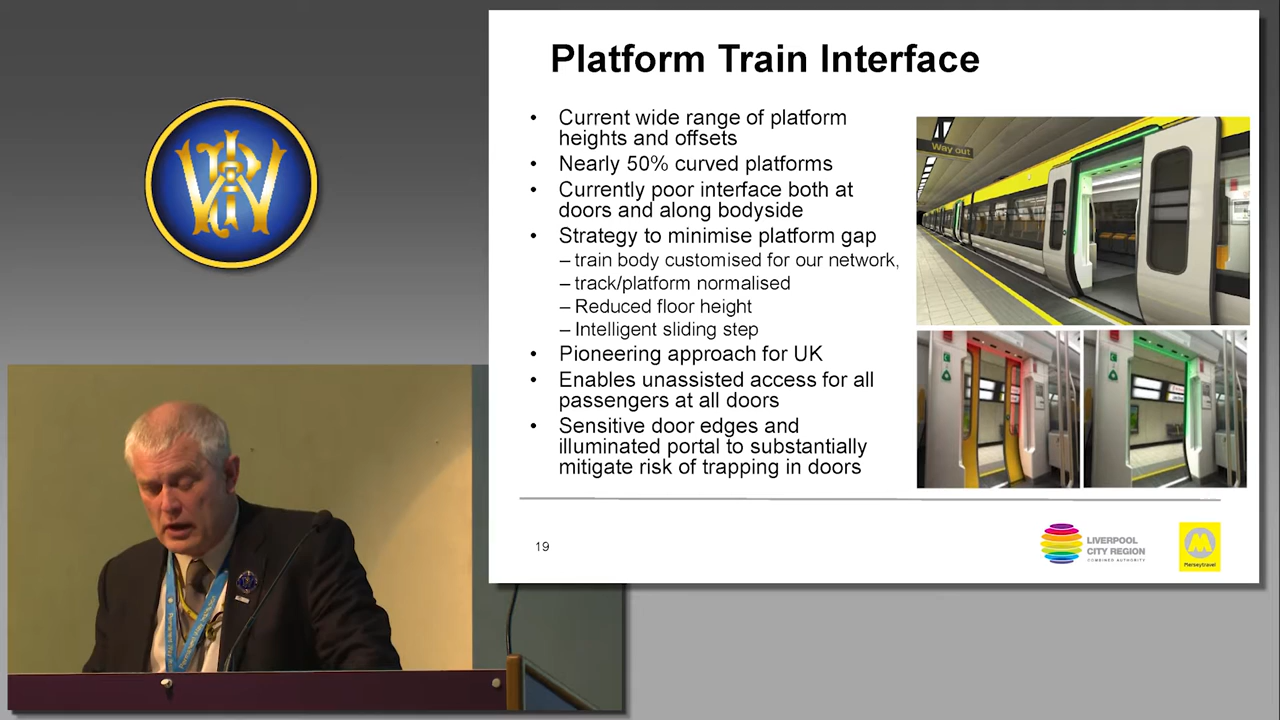 Platform Train Interface
• Current wide range of platform
heights and offsets
• Nearly 50% curved platforms
• Currently poor interface both at
doors and along bodyside
• Strategy to minimise platform gap
– train body customised for our network,
– track/platform normalised
– Reduced floor height
– Intelligent sliding step
• Pioneering approach for UK
• Enables unassisted access for all
passengers at all doors
• Sensitive door edges and
illuminated portal to substantially
mitigate risk of trapping in doors
Way out
19
LIVERPOOL
CITY REGION
COMBINED AUTHORITY
M
Merseytravel